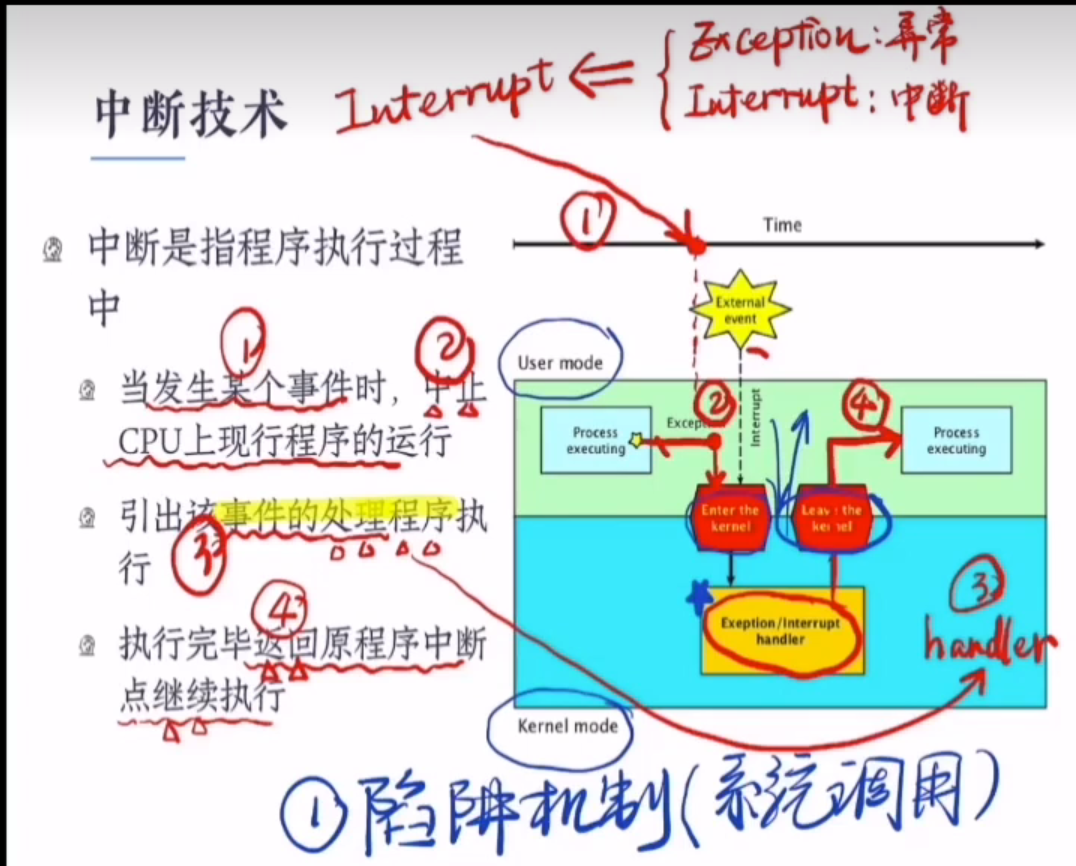 Interrupt ⇐ { Exception：异常
Interrupt：中断
中断技术
① Time
中断是指程序执行过程
中
① ②
当发生某个事件时，中止
CPU上现行程序的运行
引出该事件的处理程序执
行
③
④
执行完毕返回原程序中断
点继续执行
External
event
User mode
② ④
Process
executing
Except
Interrupt
Process
executing
Enter the
kernel
Leave the
kernel
Exeption/Interrupt
handler
③
handler
Kernel mode
①陷阱机制(系统调用)